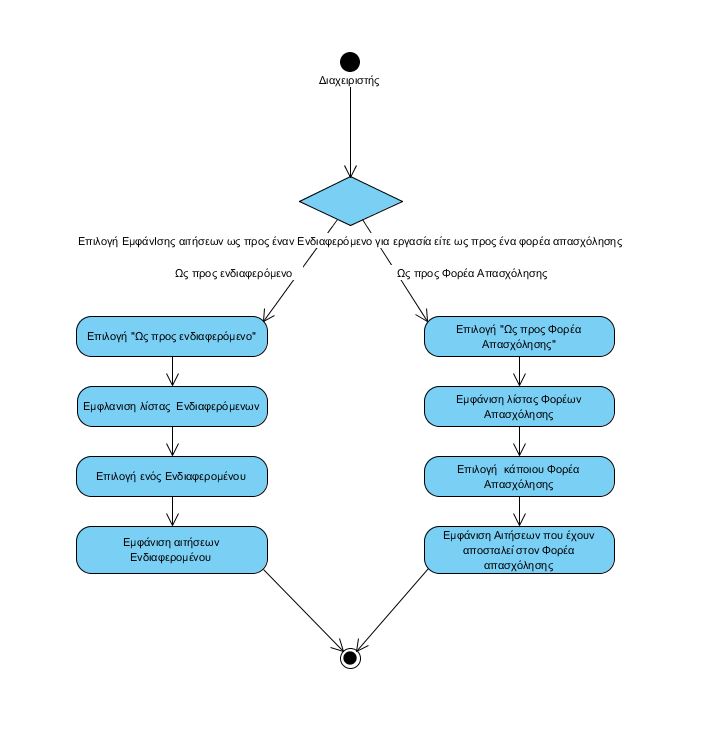 Διαχειριστής
Επιλογή ΕμφάνΙσης αιτήσεων ως προς έναν Ενδιαφερόμενο για εργασία είτε ως προς ένα φορέα απασχόλησης
Ως προς ενδιαφερόμενο
Ως προς Φορέα Απασχόλησης
Επιλογή "Ως προς ενδιαφερόμενο"
Εμφλανιση λίστας Ενδιαφερόμενων
Επιλογή ενός Ενδιαφερομένου
Εμφάνιση αιτήσεων
Ενδιαφερομένου
Επιλογή "Ως προς Φορέα
Απασχόλησης"
Εμφάνιση λίστας Φορέων
Απασχόλησης
Επιλογή κάποιου Φορέα
Απασχόλησης
Εμφάνιση Αιτήσεων που έχουν
αποσταλεί στον Φορέα
απασχόλησης